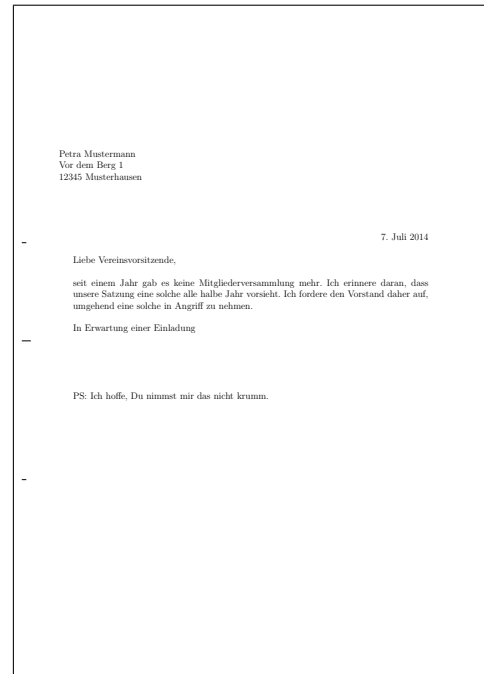 Petra Mustermann
Vor dem Berg 1
12345 Musterhausen
7. Juli 2014
Liebe Vereinsvorsitzende,
seit einem Jahr gab es keine Mitgliederversammlung mehr. Ich erinnere daran, dass
unsere Satzung eine solche alle halbe Jahr vorsieht. Ich fordere den Vorstand daher auf,
umgehend eine solche in Angriff zu nehmen.
In Erwartung einer Einladung
PS: Ich hoffe, Du nimmst mir das nicht krumm.